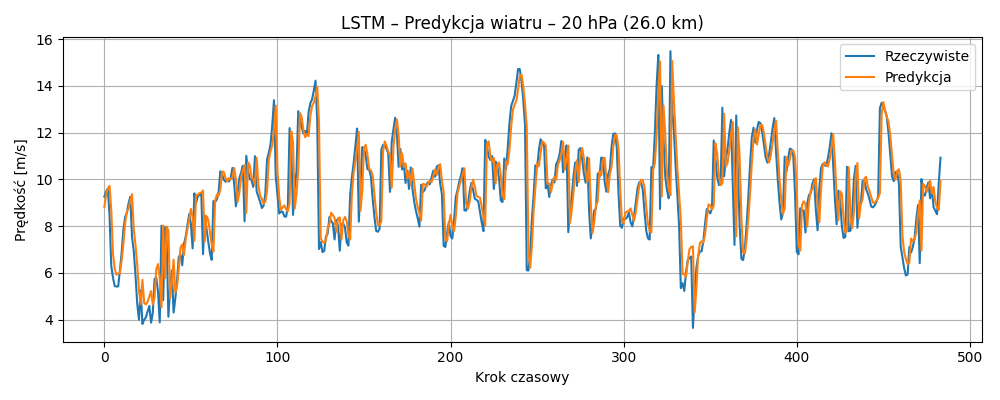 LSTM – Predykcja wiatru – 20 hPa (26.0 km)
Rzeczywiste
Predykcja
Prędkość [m/s]
16
14
12
10
8
6
4
0
100
200
300
400
500
Krok czasowy